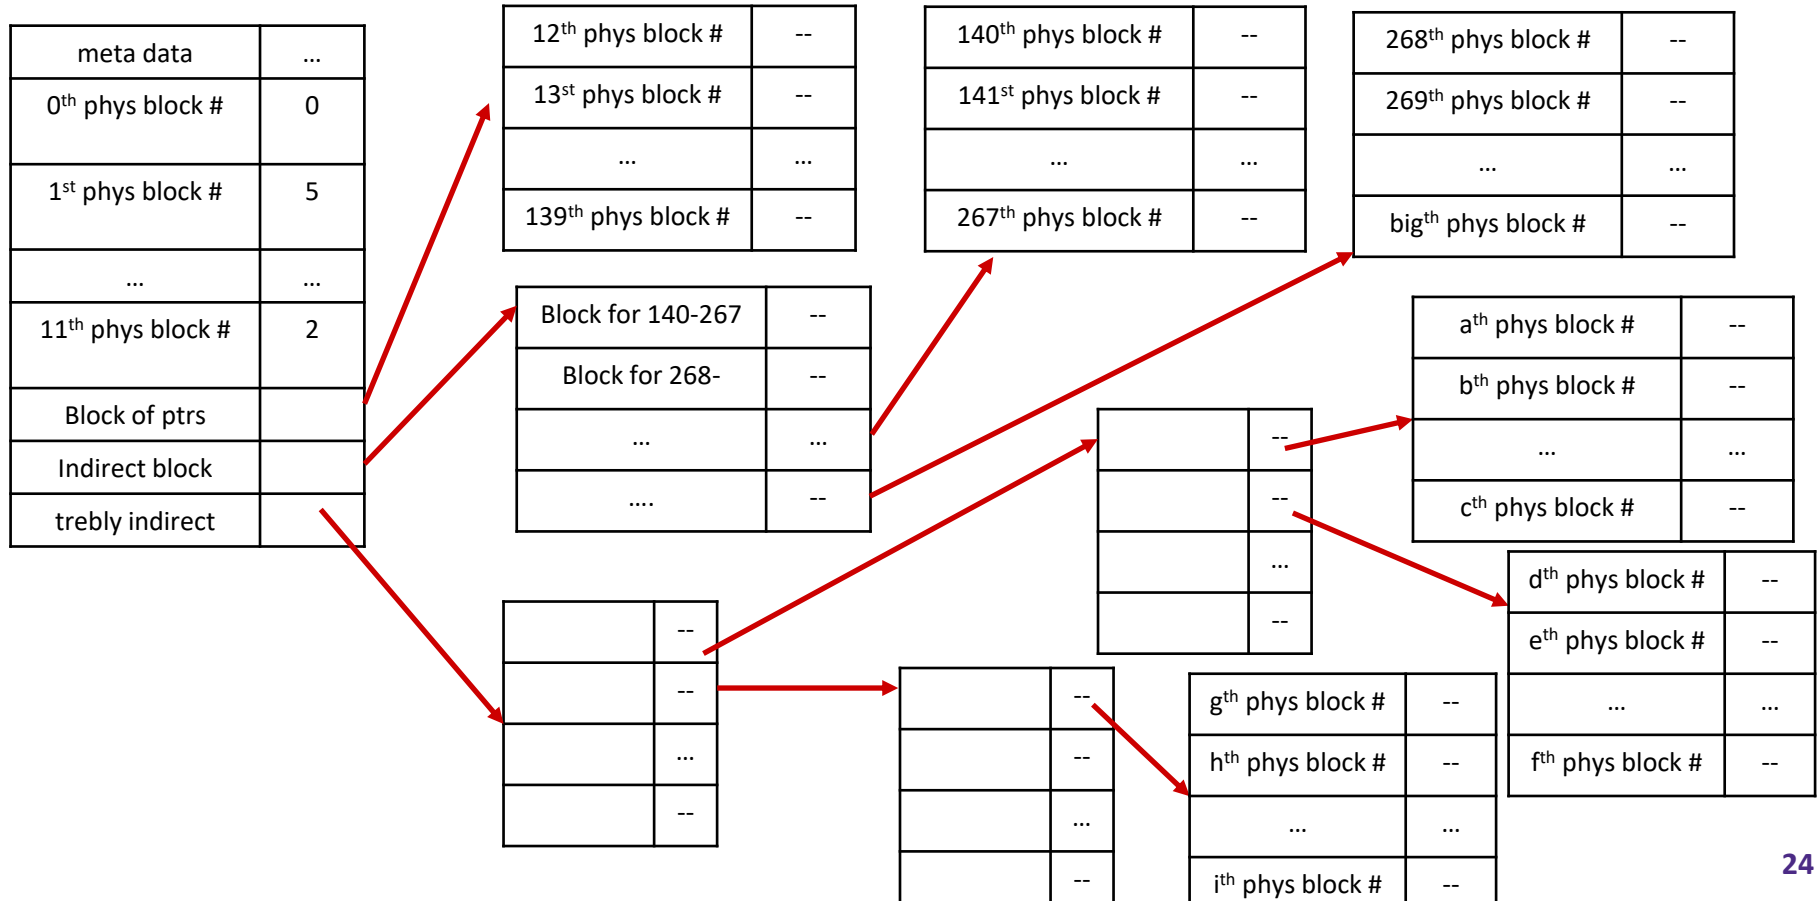 meta data ...
0th phys block # 0
1st phys block # 5
... ...
11th phys block # 2
Block of ptrs
Indirect block
trebly indirect
12th phys block # --
13st phys block # --
... ...
139th phys block # --
140th phys block # --
141st phys block # --
... ...
267th phys block # --
268th phys block # --
269th phys block # --
... ...
bigth phys block # --
Block for 140-267 --
Block for 268- --
... ...
.... --
--
--
...
--
ath phys block # --
bth phys block # --
... ...
cth phys block # --
dth phys block # --
eth phys block # --
... ...
fth phys block # --
--
--
...
--
--
--
...
--
gth phys block # --
hth phys block # --
... ...
ith phys block # --
24